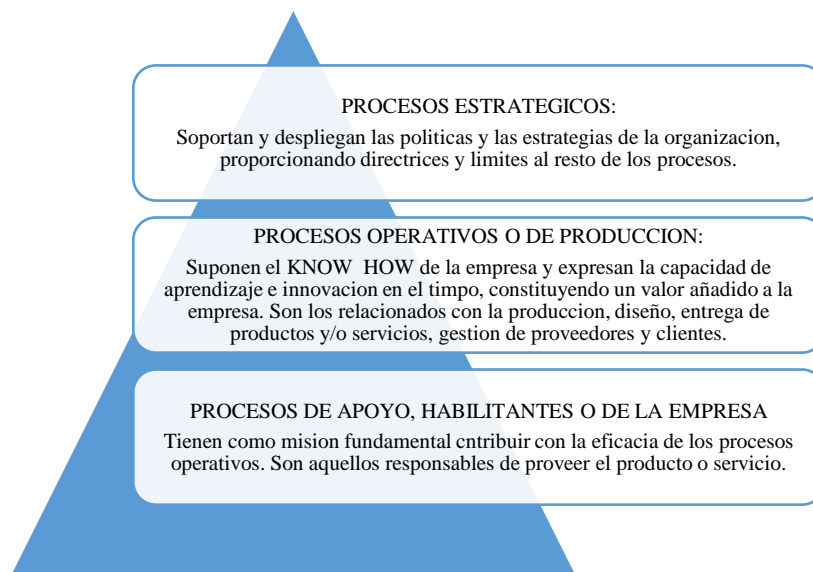 PROCESOS ESTRATEGICOS:
Soportan y despliegan las politicas y las estrategias de la organizacion,
proporcionando directrices y limites al resto de los procesos.
PROCESOS OPERATIVOS O DE PRODUCCION:
Suponen el KNOW HOW de la empresa y expresan la capacidad de
aprendizaje e innovacion en el timpo, constituyendo un valor añadido a la
empresa. Son los relacionados con la produccion, diseño, entrega de
productos y/o servicios, gestion de proveedores y clientes.
PROCESOS DE APOYO, HABILITANTES O DE LA EMPRESA
Tienen como mision fundamental cntribuir con la eficacia de los procesos
operativos. Son aquellos responsables de proveer el producto o servicio.